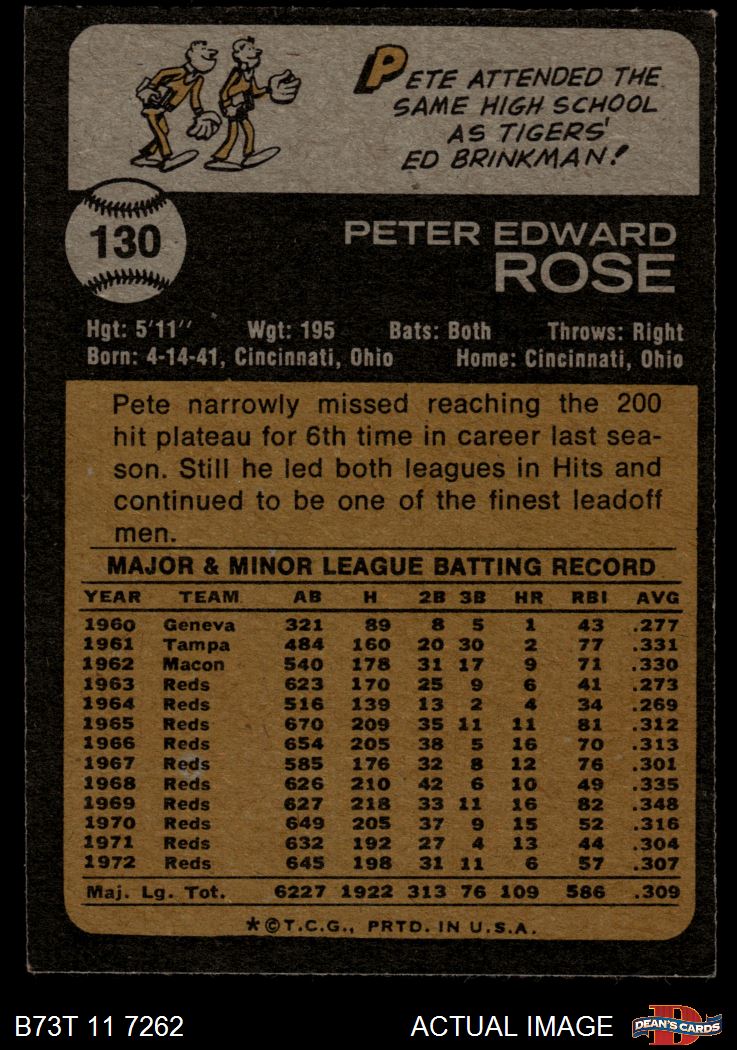 PETE ATTENDED THE
SAME HIGH SCHOOL
AS TIGERS'
ED BRINKMAN!
130
PETER EDWARD
ROSE
Hgt: 5'11" Wgt: 195 Bats: Both Throws: Right
Born: 4-14-41, Cincinnati, Ohio Home: Cincinnati, Ohio
Pete narrowly missed reaching the 200
hit plateau for 6th time in career last sea-
son. Still he led both leagues in Hits and
continued to be one of the finest leadoff
men.
MAJOR & MINOR LEAGUE BATTING RECORD
YEAR TEAM AB H 2B 3B HR RBI AVG
1960 Geneva 321 89 8 5 1 43 .277
1961 Tampa 484 160 20 30 2 77 .331
1962 Macon 540 178 31 17 9 71 .330
1963 Reds 623 170 25 9 6 41 .273
1964 Reds 516 139 13 2 4 34 .269
1965 Reds 670 209 35 11 11 81 .312
1966 Reds 654 205 38 5 16 70 .313
1967 Reds 585 176 32 8 12 76 .301
1968 Reds 626 210 42 6 10 49 .335
1969 Reds 627 218 33 11 16 82 .348
1970 Reds 649 205 37 9 15 52 .316
1971 Reds 632 192 27 4 13 44 .304
1972 Reds 645 198 31 11 6 57 .307
Maj. Lg. Tot. 6227 1922 313 76 109 586 .309
*©T.C.G., PRTD. IN U.S.A.
B73T 11 7262 ACTUAL IMAGE DEAN'S CARDS